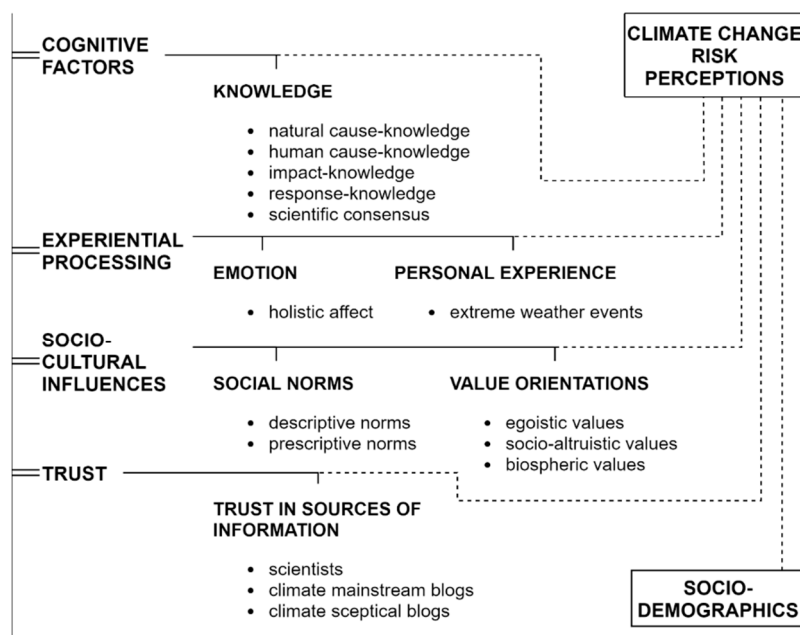 COGNITIVE
FACTORS
CLIMATE CHANGE
RISK
PERCEPTIONS
KNOWLEDGE
• natural cause-knowledge
• human cause-knowledge
• impact-knowledge
• response-knowledge
• scientific consensus
EXPERIENTIAL
PROCESSING
EMOTION
• holistic affect
PERSONAL EXPERIENCE
• extreme weather events
SOCIO-
CULTURAL
INFLUENCES
SOCIAL NORMS
• descriptive norms
• prescriptive norms
VALUE ORIENTATIONS
• egoistic values
• socio-altruistic values
• biospheric values
TRUST
TRUST IN SOURCES OF
INFORMATION
• scientists
• climate mainstream blogs
• climate sceptical blogs
SOCIO-
DEMOGRAPHICS